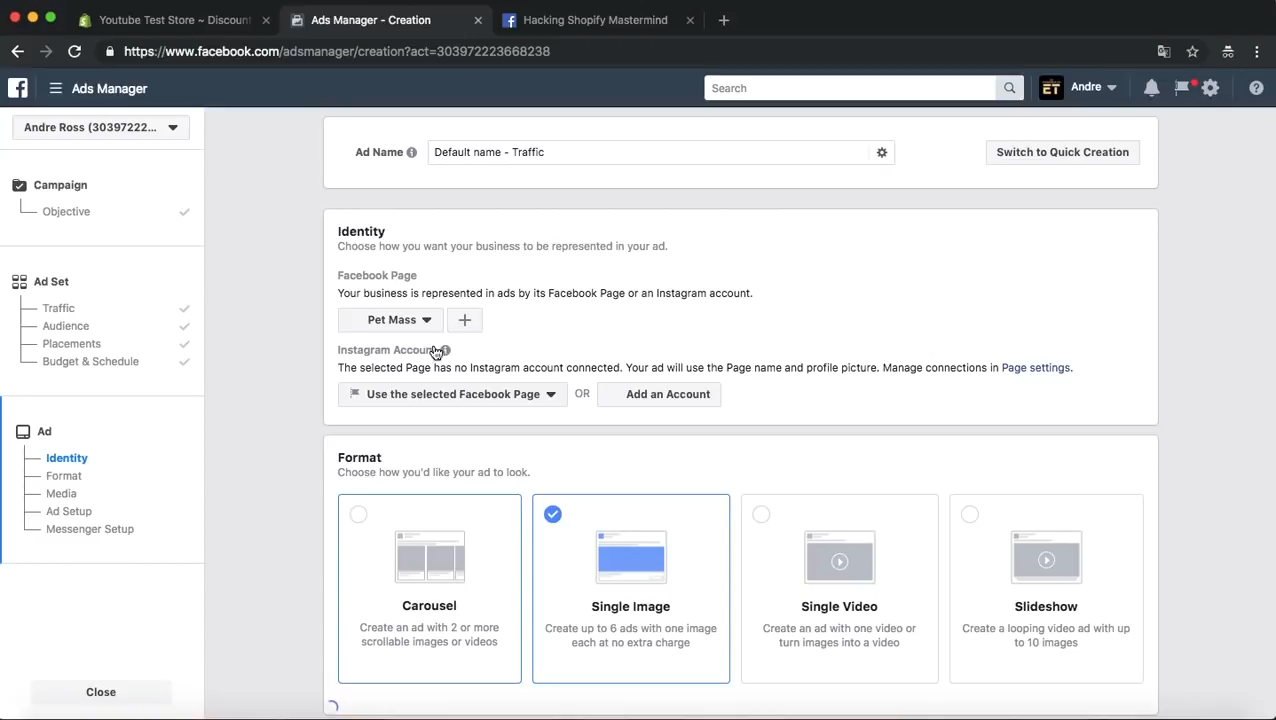 Youtube Test Store ~ Discount
Ads Manager - Creation
Hacking Shopify Mastermind
https://www.facebook.com/adsmanager/creation?act=303972223668238
Ads Manager
Search
ET
Andre
Andre Ross (30397222...
Campaign
Objective
Ad Set
Traffic
Audience
Placements
Budget & Schedule
Ad
Identity
Format
Media
Ad Setup
Messenger Setup
Close
Ad Name
Default name - Traffic
Switch to Quick Creation
Identity
Choose how you want your business to be represented in your ad.
Facebook Page
Your business is represented in ads by its Facebook Page or an Instagram account.
Pet Mass
Instagram Account
The selected Page has no Instagram account connected. Your ad will use the Page name and profile picture. Manage connections in Page settings.
Use the selected Facebook Page
OR
Add an Account
Format
Choose how you'd like your ad to look.
Carousel
Create an ad with 2 or more
scrollable images or videos
Single Image
Create up to 6 ads with one image
each at no extra charge
Single Video
Create an ad with one video or
turn images into a video
Slideshow
Create a looping video ad with up
to 10 images